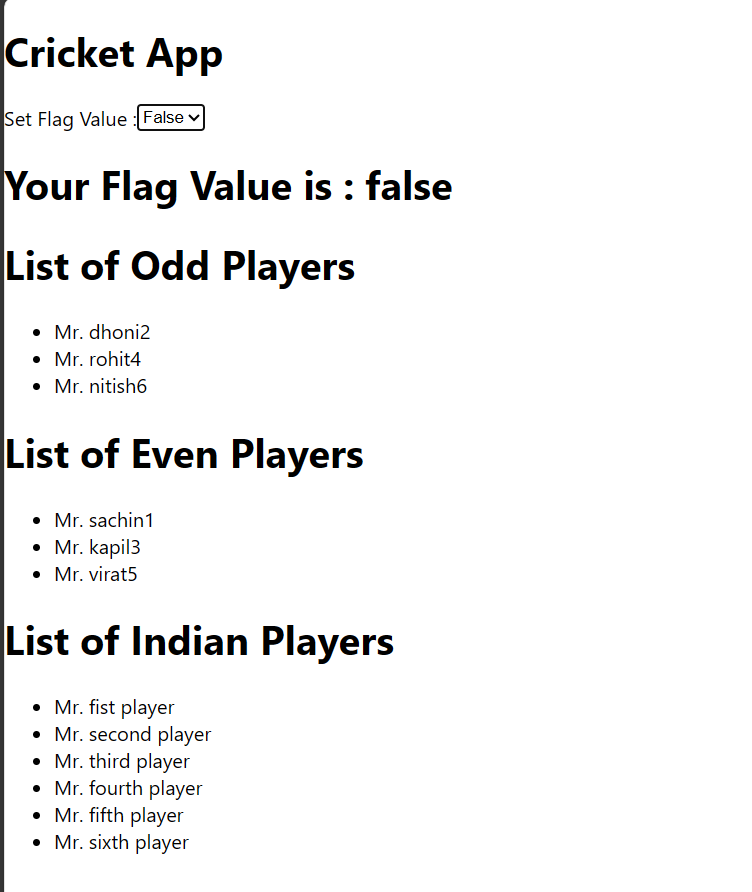 Cricket App
Set Flag Value : False
Your Flag Value is : false
List of Odd Players
Mr. dhoni2
Mr. rohit4
Mr. nitish6
List of Even Players
Mr. sachin1
Mr. kapil3
Mr. virat5
List of Indian Players
Mr. fist player
Mr. second player
Mr. third player
Mr. fourth player
Mr. fifth player
Mr. sixth player